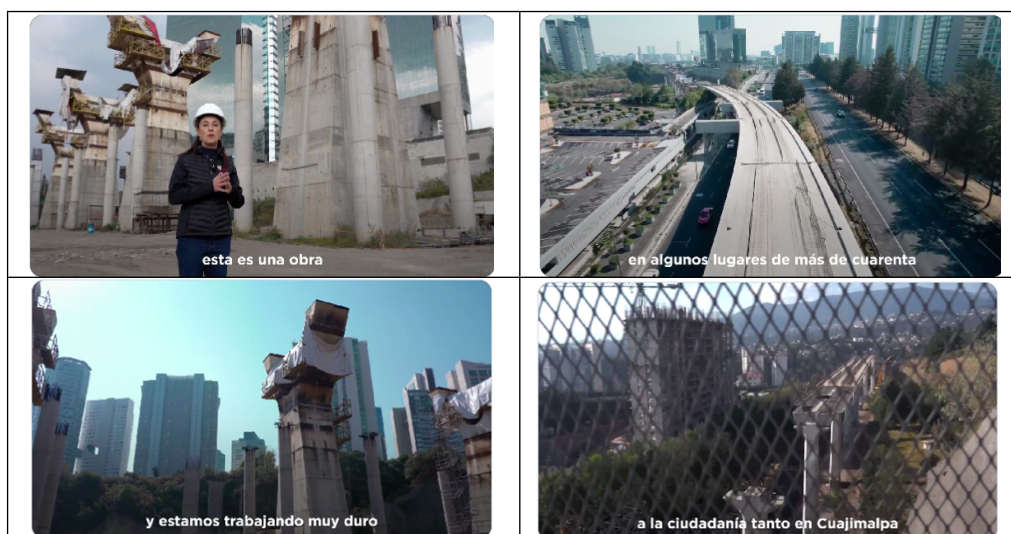 esta es una obra
en algunos lugares de más de cuarenta
y estamos trabajando muy duro
a la ciudadanía tanto en Cuajimalpa